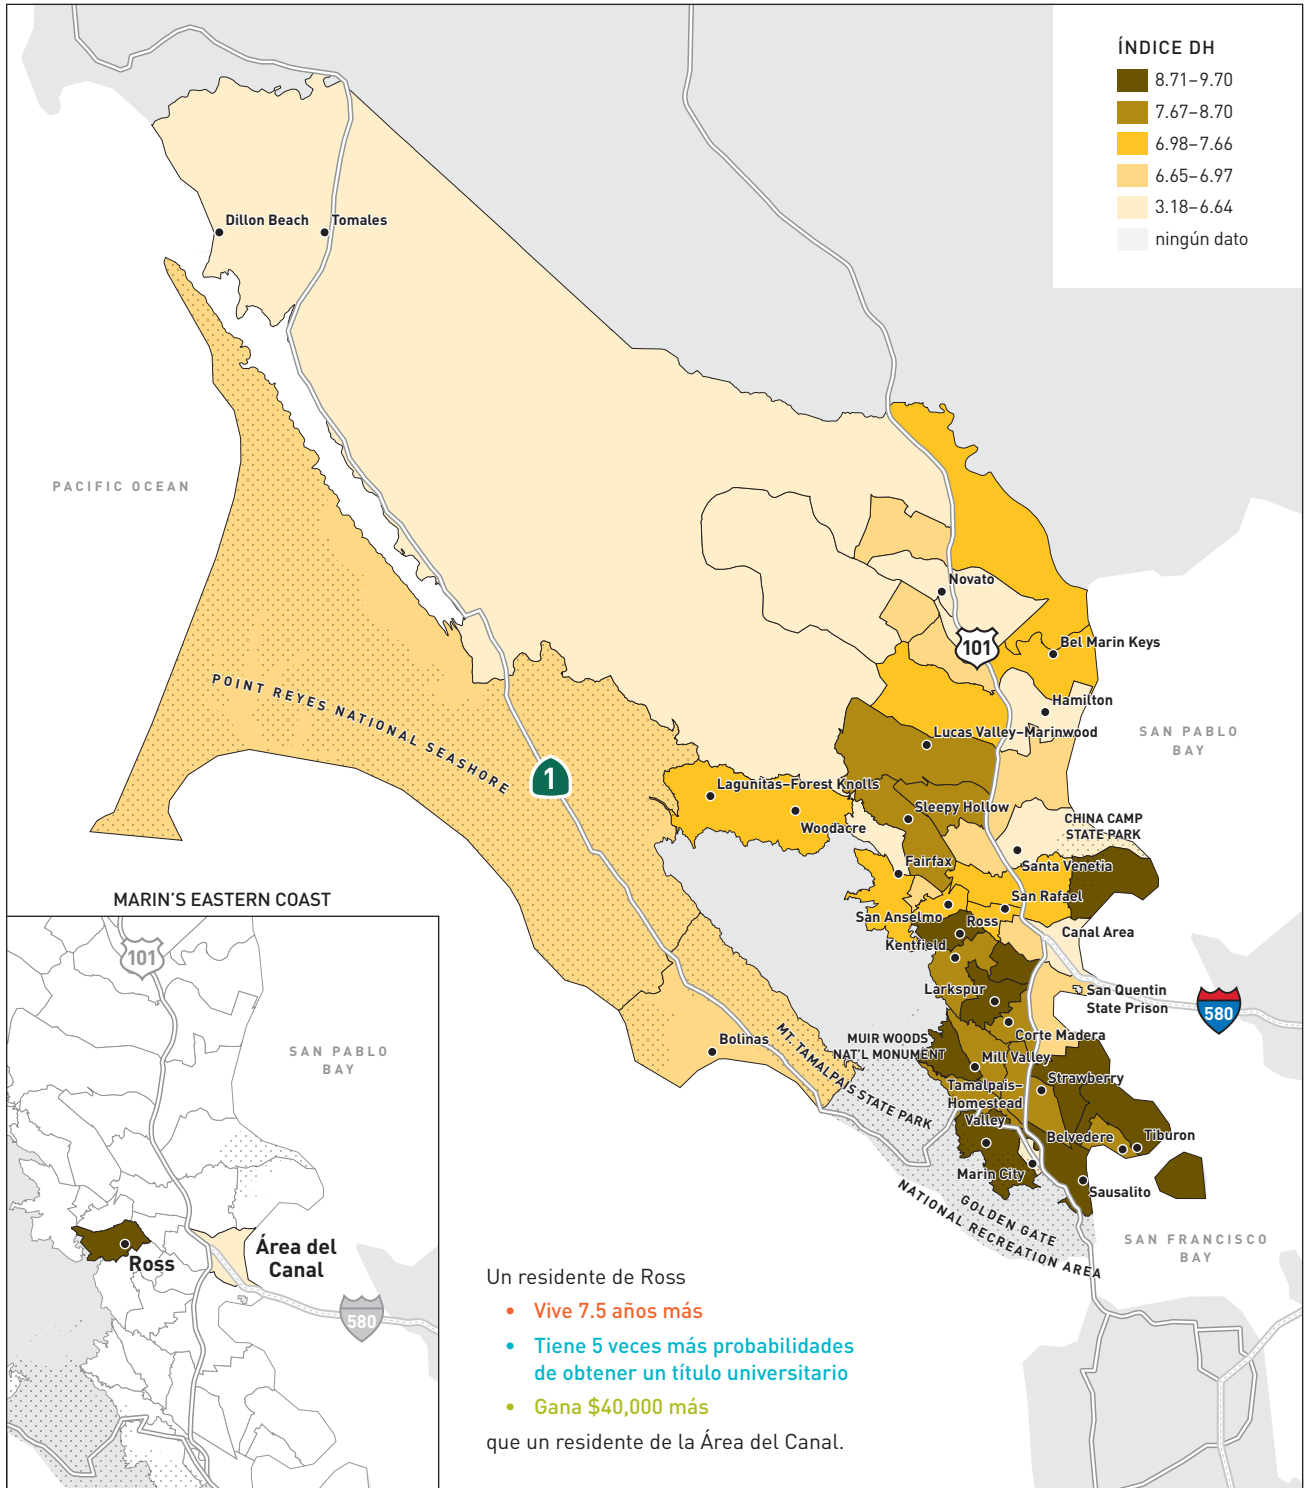 ÍNDICE DH
8.71–9.70
7.67–8.70
6.98–7.66
6.65–6.97
3.18–6.64
ningún dato
Dillon Beach
Tomales
PACIFIC OCEAN
Novato
101
Bel Marin Keys
Hamilton
POINT REYES NATIONAL SEASHORE
Lucas Valley–Marinwood
SAN PABLO
BAY
1
Lagunitas–Forest Knolls
Sleepy Hollow
Woodacre
CHINA CAMP
STATE PARK
Fairfax
Santa Venetia
San Rafael
San Anselmo
Ross
Canal Area
Kentfield
Larkspur
San Quentin
State Prison
580
Corte Madera
Bolinas
MUIR WOODS
NAT'L MONUMENT
Mill Valley
MT. TAMALPAIS STATE PARK
Strawberry
Tamalpais–
Homestead
Valley
Belvedere
Tiburon
Marin City
Sausalito
GOLDEN GATE
NATIONAL RECREATION AREA
SAN FRANCISCO
BAY
MARIN'S EASTERN COAST
101
SAN PABLO
BAY
Ross
Área del
Canal
580
Un residente de Ross
• Vive 7.5 años más
• Tiene 5 veces más probabilidades
de obtener un título universitario
• Gana $40,000 más
que un residente de la Área del Canal.